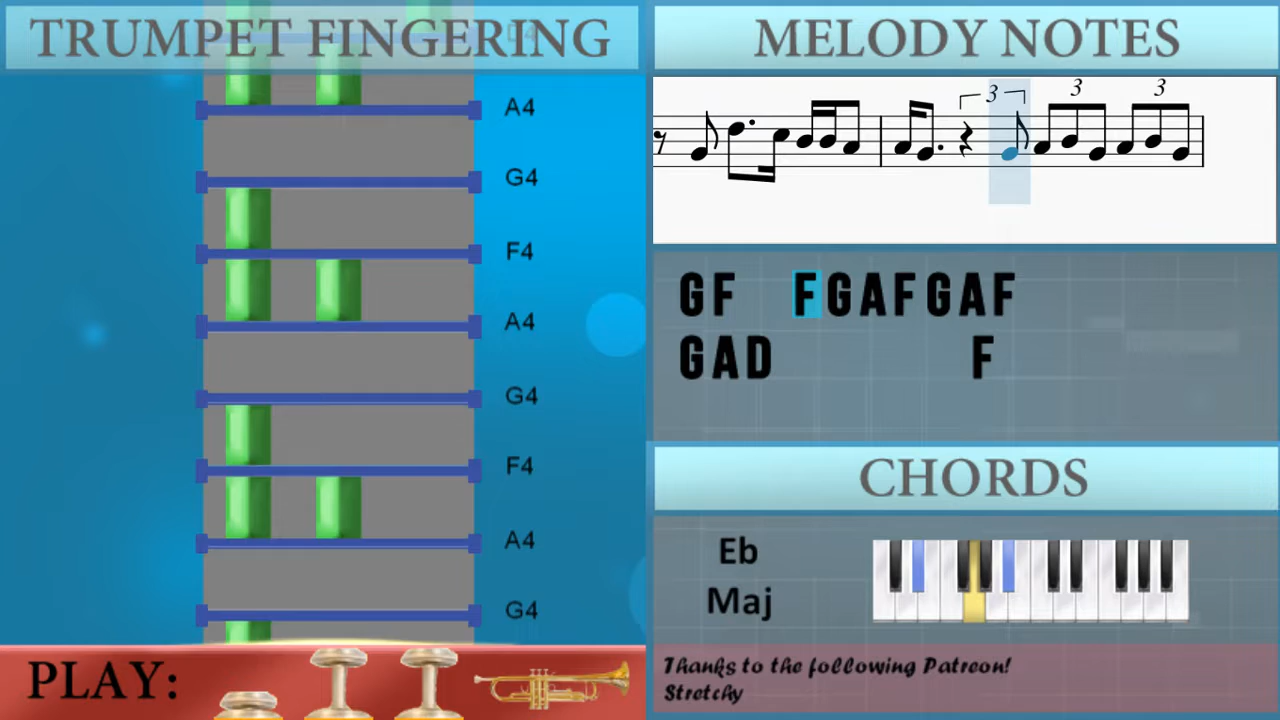 TRUMPET FINGERING
A4
G4
F4
A4
G4
F4
A4
G4
PLAY:
MELODY NOTES
3
3
3
GF FGAFGAF
GAD F
CHORDS
Eb
Maj
Thanks to the following Patreon!
Stretchy